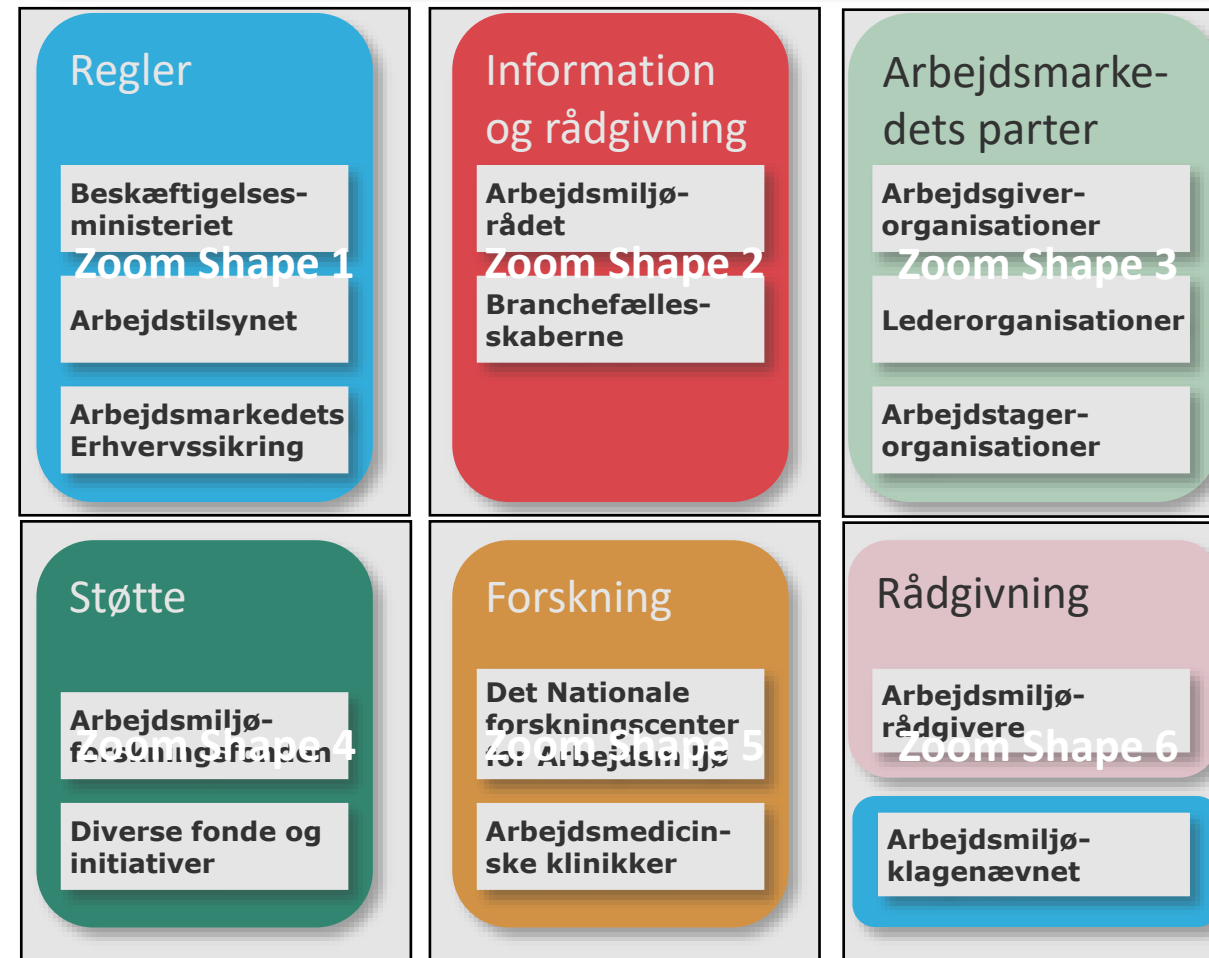 Regler
Beskæftigelses-
ministeriet
Zoom Shape 1
Arbejdstilsynet
Arbejdsmarkedets
Erhvervssikring
Information
og rådgivning
Arbejdsmiljø-
rådet
Zoom Shape 2
Branchefælles-
skaberne
Arbejdsmarke-
dets parter
Arbejdsgiver-
organisationer
Zoom Shape 3
Lederorganisationer
Arbejdstager-
organisationer
Støtte
Arbejdsmiljø-
forskningsfonden
Zoom Shape 4
Diverse fonde og
initiativer
Forskning
Det Nationale
forskningscenter
for Arbejdsmiljø
Zoom Shape 5
Arbejdsmedicin-
ske klinikker
Rådgivning
Arbejdsmiljø-
rådgivere
Zoom Shape 6
Arbejdsmiljø-
klagenævnet